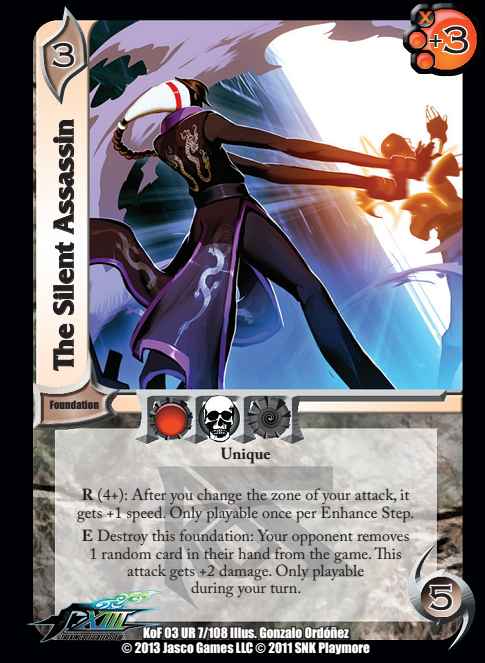 3
+3
The Silent Assassin
Foundation
Unique
R (4+): After you change the zone of your attack, it
gets +1 speed. Only playable once per Enhance Step.
E Destroy this foundation: Your opponent removes
1 random card in their hand from the game. This
attack gets +2 damage. Only playable
during your turn.
5
XIII
KoF 03 UR 7/108 Illus. Gonzalo Ordóñez
© 2013 Jasco Games LLC © 2011 SNK Playmore